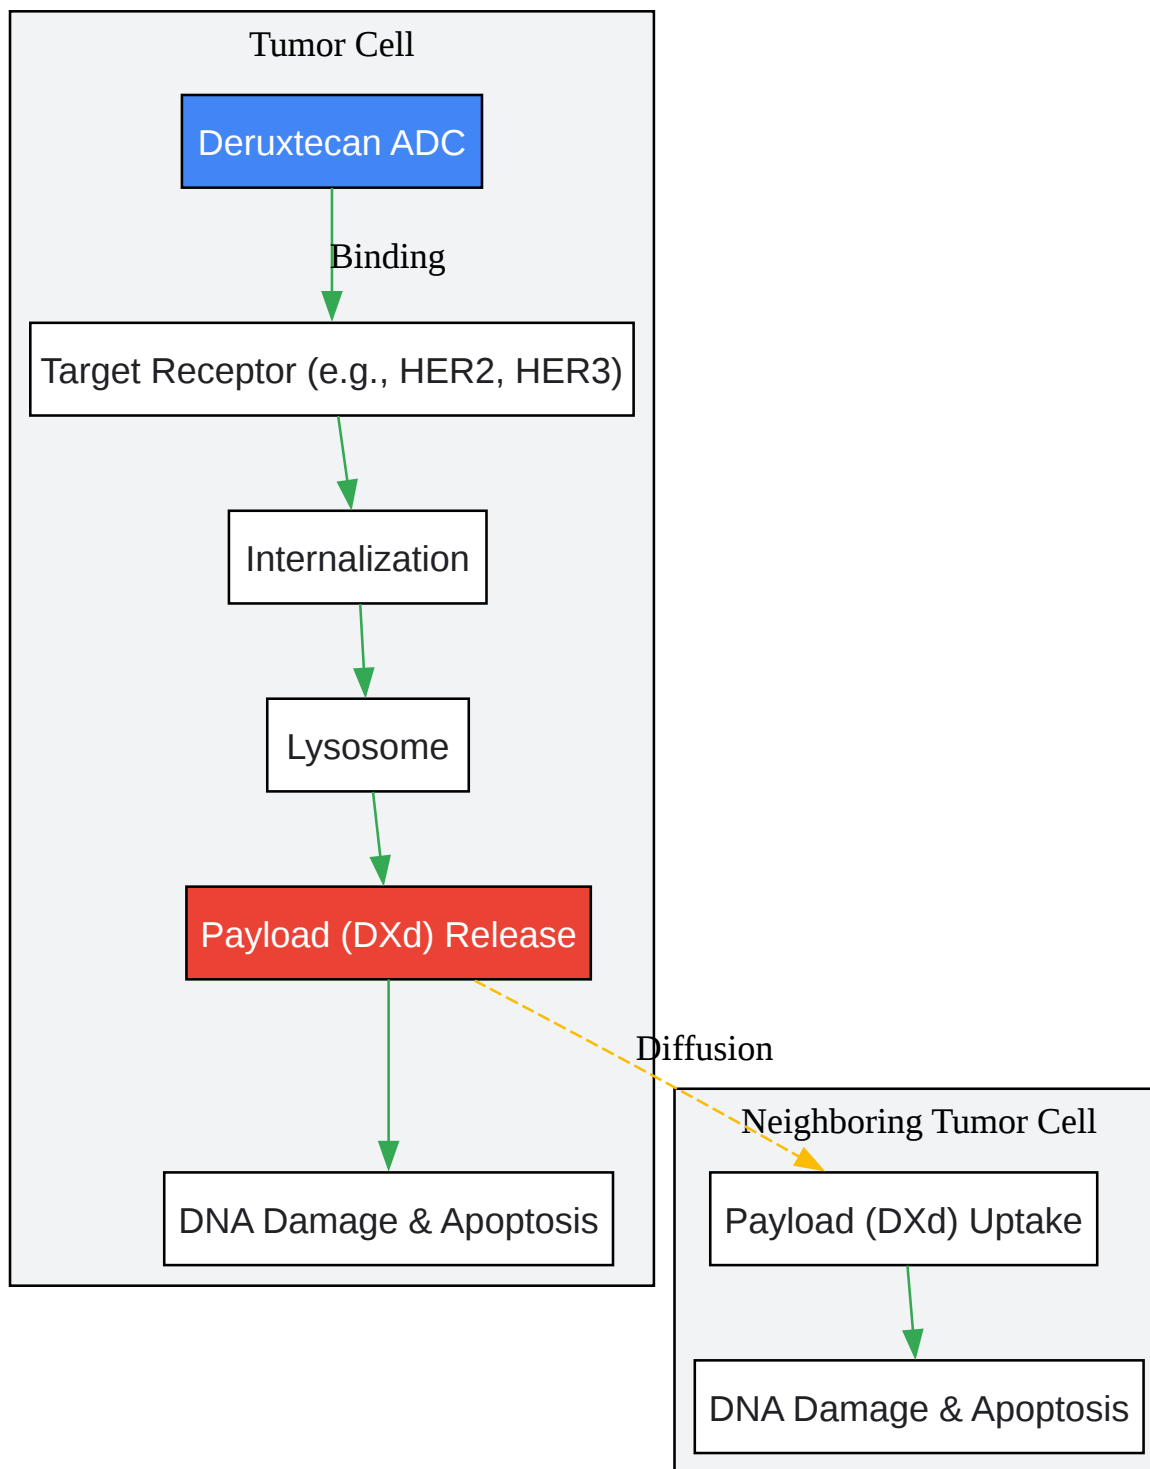 Tumor Cell
Deruxtecan ADC
Binding
Target Receptor (e.g., HER2, HER3)
Internalization
Lysosome
Payload (DXd) Release
Diffusion
Neighboring Tumor Cell
DNA Damage & Apoptosis
Payload (DXd) Uptake
DNA Damage & Apoptosis